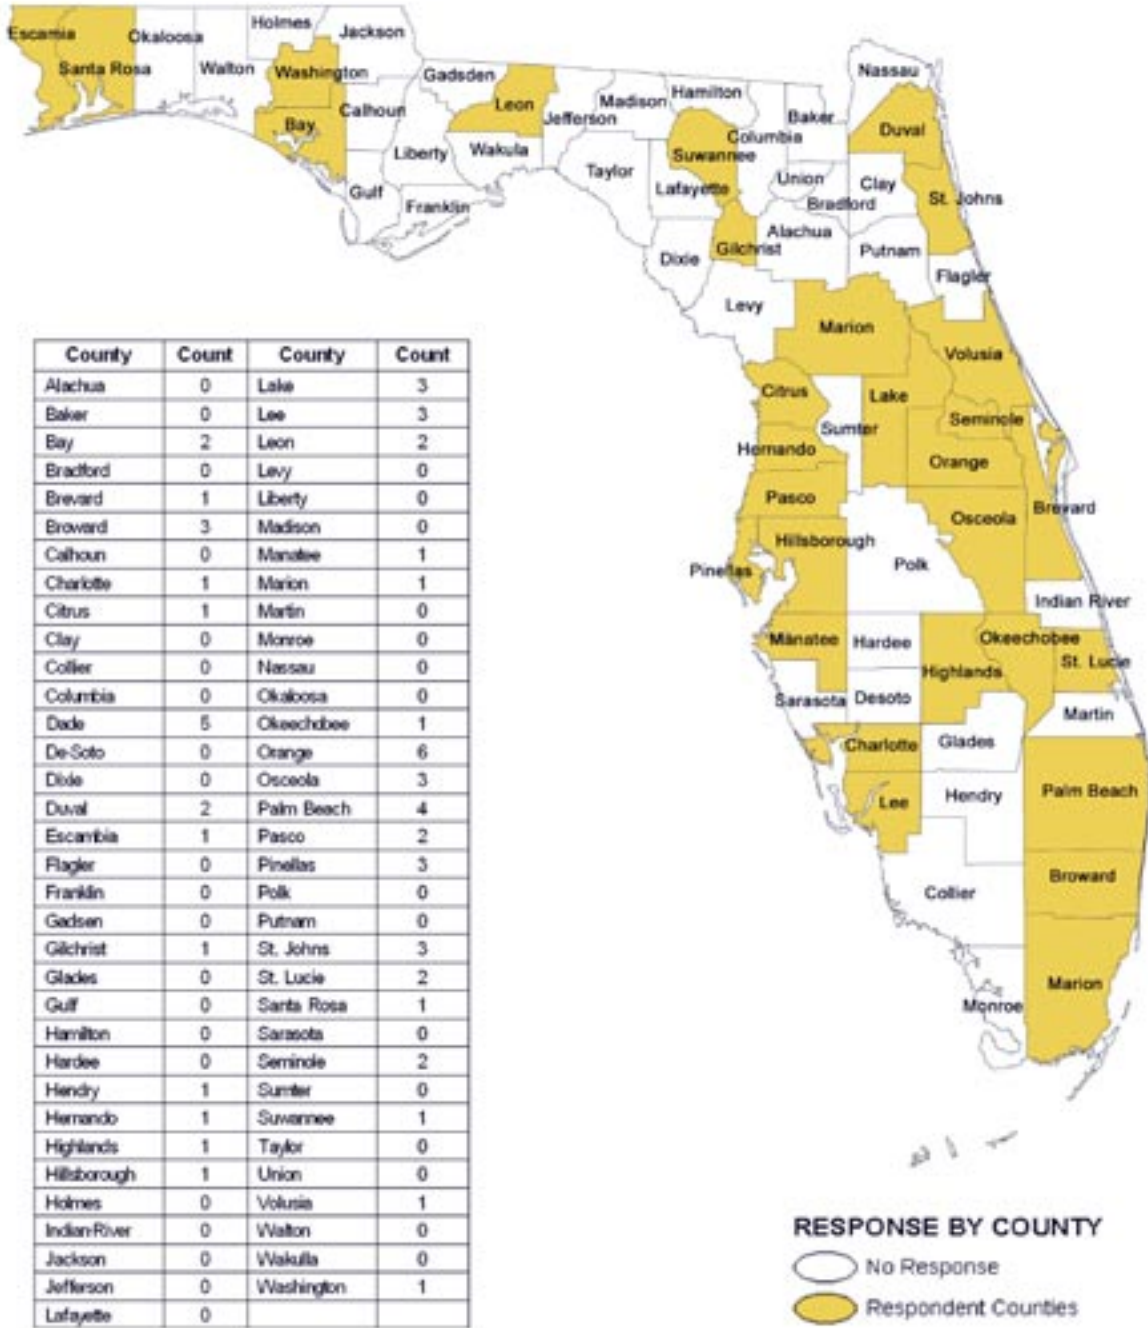 Escamia
Santa Rosa
Okaloosa
Walton
Holmes
Washington
Jackson
Bay
Calhoun
Gulf
Liberty
Gadsden
Franklin
Leon
Wakula
Jefferson
Madison
Taylor
Hamilton
Suwannee
Lafayette
Columbia
Baker
Nassau
Duval
Union
Bradford
Clay
St. Johns
Dixie
Gilchrist
Alachua
Putnam
Flagler
Levy
Marion
Volusia
Citrus
Sumter
Lake
Seminole
Hernando
Orange
Pasco
Osceola
Brevard
Hillsborough
Pinellas
Polk
Indian River
Manatee
Hardee
Okeechobee
Highlands
St. Lucie
Sarasota
Desoto
Martin
Charlotte
Glades
Lee
Hendry
Palm Beach
Collier
Broward
Monroe
Marion
County Count County Count
Alachua 0 Lake 3
Baker 0 Lee 3
Bay 2 Leon 2
Bradford 0 Levy 0
Brevard 1 Liberty 0
Broward 3 Madison 0
Calhoun 0 Manatee 1
Charlotte 1 Marion 1
Citrus 1 Martin 0
Clay 0 Monroe 0
Collier 0 Nassau 0
Columbia 0 Okaloosa 0
Dade 5 Okeechobee 1
De-Soto 0 Orange 6
Dixie 0 Osceola 3
Duval 2 Palm Beach 4
Escambia 1 Pasco 2
Flagler 0 Pinellas 3
Franklin 0 Polk 0
Gadsen 0 Putnam 0
Gilchrist 1 St. Johns 3
Glades 0 St. Lucie 2
Gulf 0 Santa Rosa 1
Hamilton 0 Sarasota 0
Hardee 0 Seminole 2
Hendry 1 Sumter 0
Hernando 1 Suwannee 1
Highlands 1 Taylor 0
Hillsborough 1 Union 0
Holmes 0 Volusia 1
Indian-River 0 Walton 0
Jackson 0 Wakulla 0
Jefferson 0 Washington 1
Lafayette 0
RESPONSE BY COUNTY
No Response
Respondent Counties